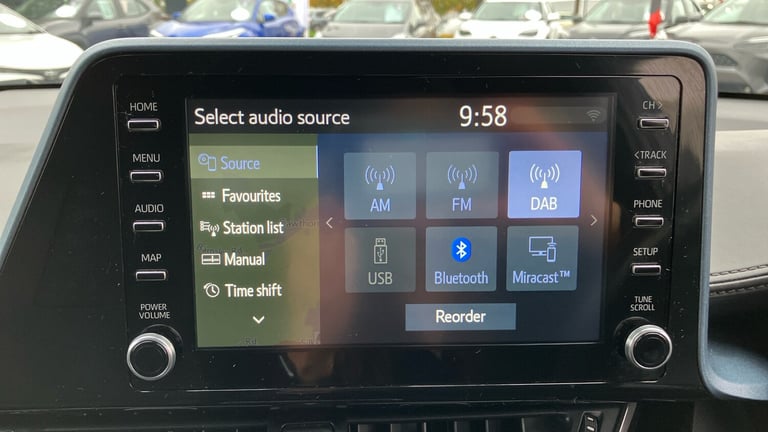 HOME
MENU
AUDIO
MAP
POWER
VOLUME
Select audio source
9:58
Source
Favourites
Station list
Manual
Time shift
AM
FM
DAB
USB
Bluetooth
Miracast™
Reorder
CH >
< TRACK
PHONE
SETUP
TUNE
SCROLL